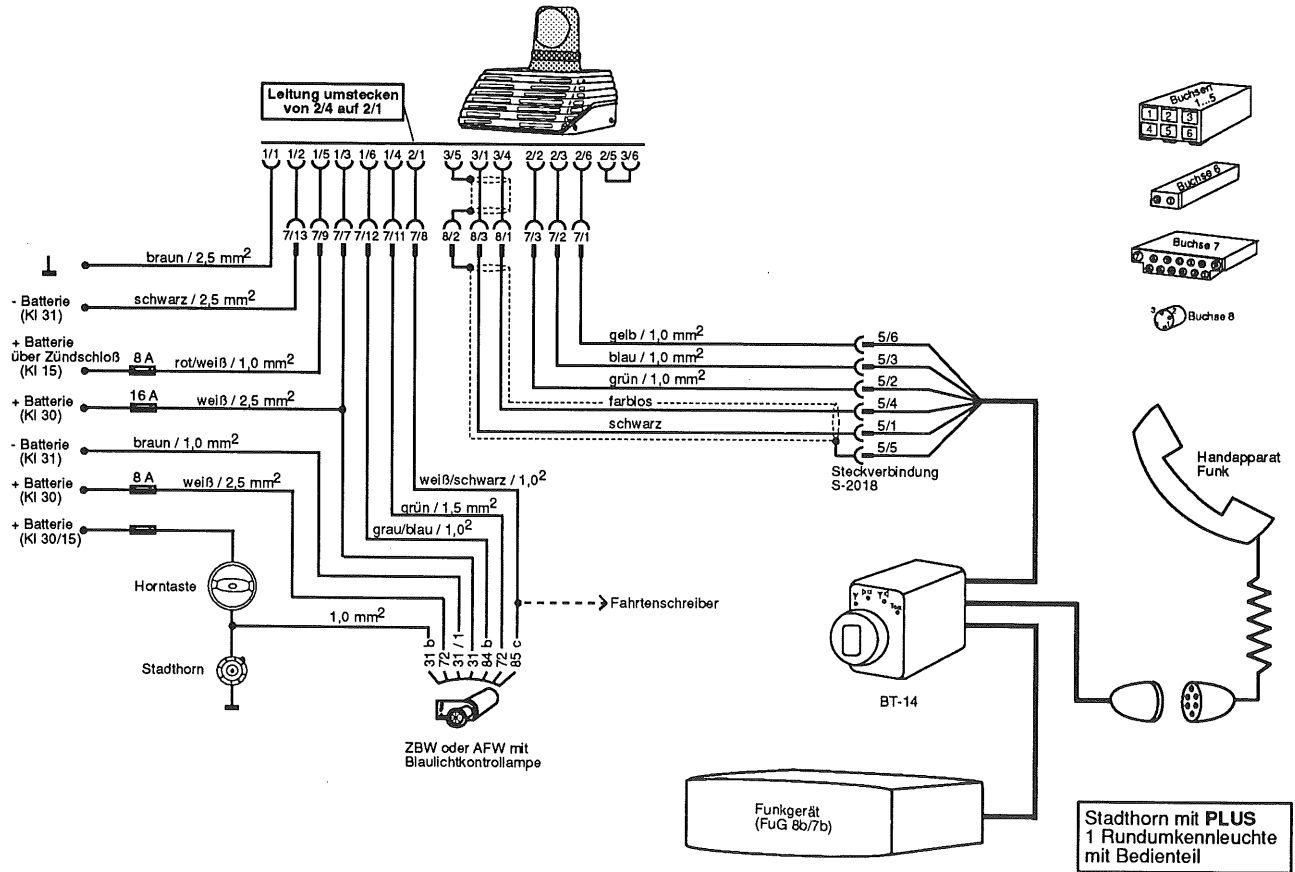 Leitung umstecken
von 2/4 auf 2/1
1/1 1/2 1/5 1/3 1/6 1/4 2/1 3/5 3/1 3/4 2/2 2/3 2/6 2/5 3/6
7/13 7/9 7/7 7/12 7/11 7/8 8/2 8/3 8/1 7/3 7/2 7/1
braun / 2,5 mm²
- Batterie
(Kl 31)
schwarz / 2,5 mm²
+ Batterie
über Zündschloß
(Kl 15)
8 A
rot/weiß / 1,0 mm²
+ Batterie
(Kl 30)
16 A
weiß / 2,5 mm²
- Batterie
(Kl 31)
braun / 1,0 mm²
+ Batterie
(Kl 30)
8 A
weiß / 2,5 mm²
+ Batterie
(Kl 30/15)
Horntaste
Stadthorn
1,0 mm²
weiß/schwarz / 1,0²
grün / 1,5 mm²
grau/blau / 1,0²
Fahrtenschreiber
31 b
72
31 / 1
31
84 b
72
85 c
ZBW oder AFW mit
Blaulichtkontrollampe
gelb / 1,0 mm²
blau / 1,0 mm²
grün / 1,0 mm²
farblos
schwarz
5/6
5/3
5/2
5/4
5/1
5/5
Steckverbindung
S-2018
Buchsen
1...5
1 2 3
4 5 6
Buchse 6
Buchse 7
3 2
1
Buchse 8
Handapparat
Funk
BT-14
Funkgerät
(FuG 8b/7b)
Stadthorn mit PLUS
1 Rundumkennleuchte
mit Bedienteil